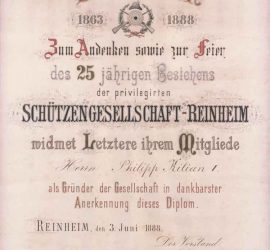 1863 1888
Zum Andenken sowie zur Feier
des 25 jährigen Bestehens
der privilegirten
SCHÜTZENGESELLSCHAFT-REINHEIM
widmet Letztere ihrem Mitgliede
Herrn Philipp Kilian 1.
als Gründer der Gesellschaft in dankbarster
Anerkennung dieses Diplom.
REINHEIM, den 3. Juni 1888.
Der Vorstand